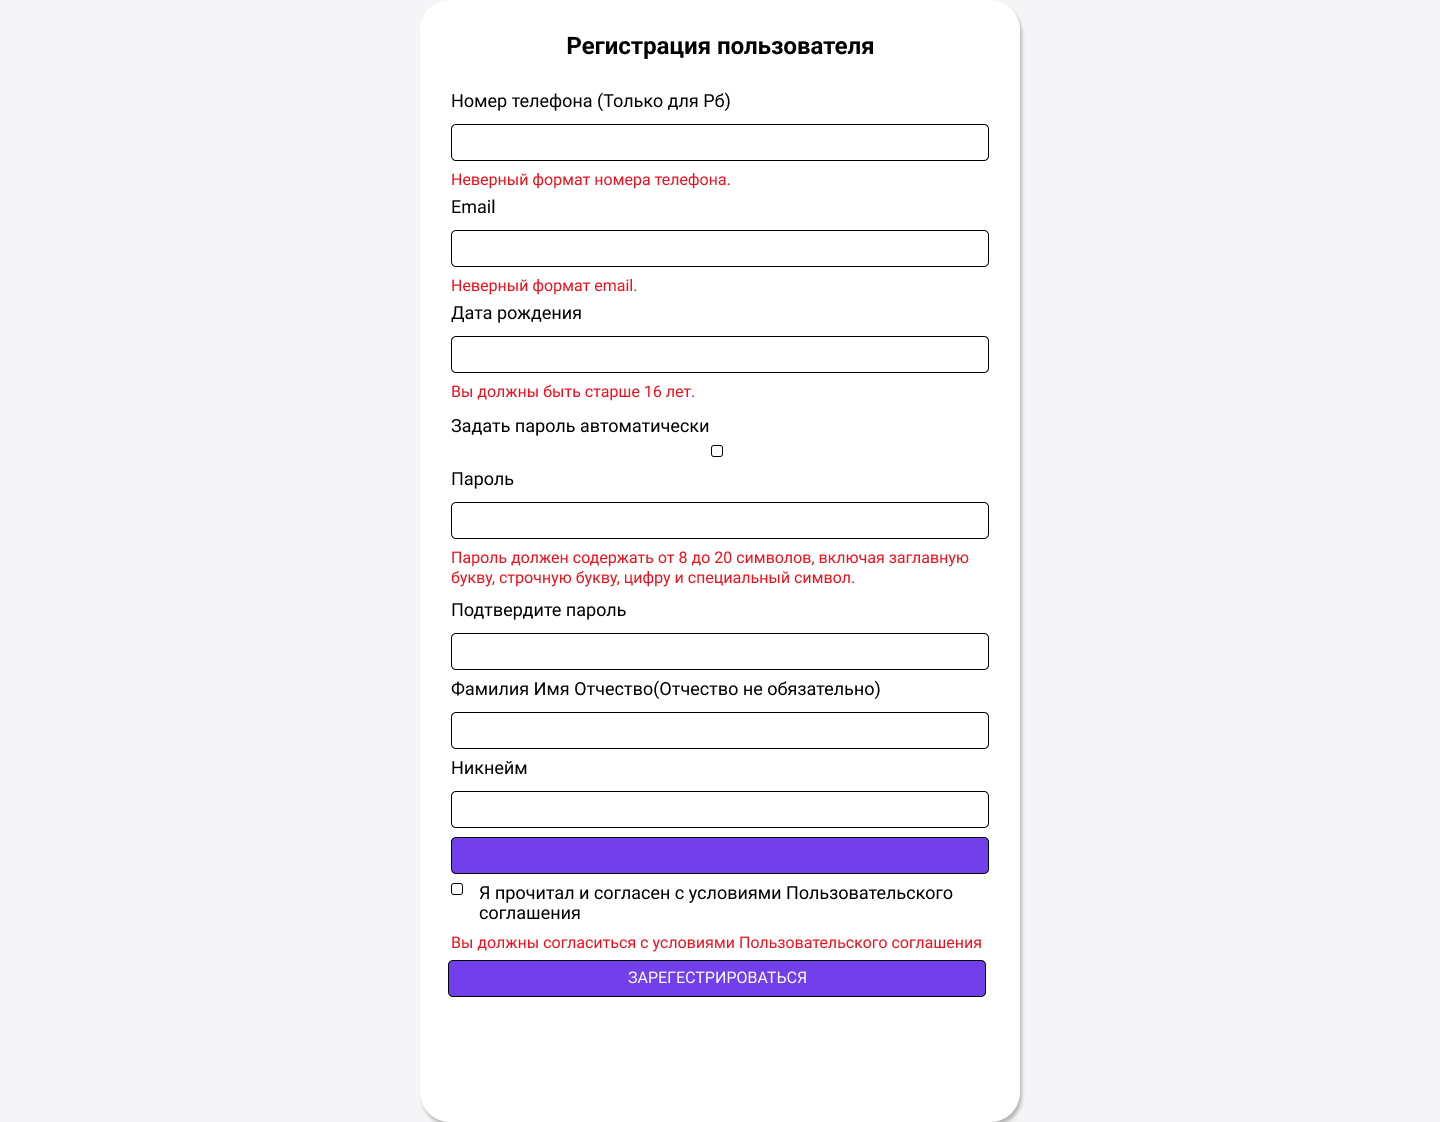 Регистрация пользователя
Номер телефона (Только для Рб)
Неверный формат номера телефона.
Email
Неверный формат email.
Дата рождения
Вы должны быть старше 16 лет.
Задать пароль автоматически
Пароль
Пароль должен содержать от 8 до 20 символов, включая заглавную
букву, строчную букву, цифру и специальный символ.
Подтвердите пароль
Фамилия Имя Отчество(Отчество не обязательно)
Никнейм
Я прочитал и согласен с условиями Пользовательского
соглашения
Вы должны согласиться с условиями Пользовательского соглашения
ЗАРЕГЕСТРИРОВАТЬСЯ